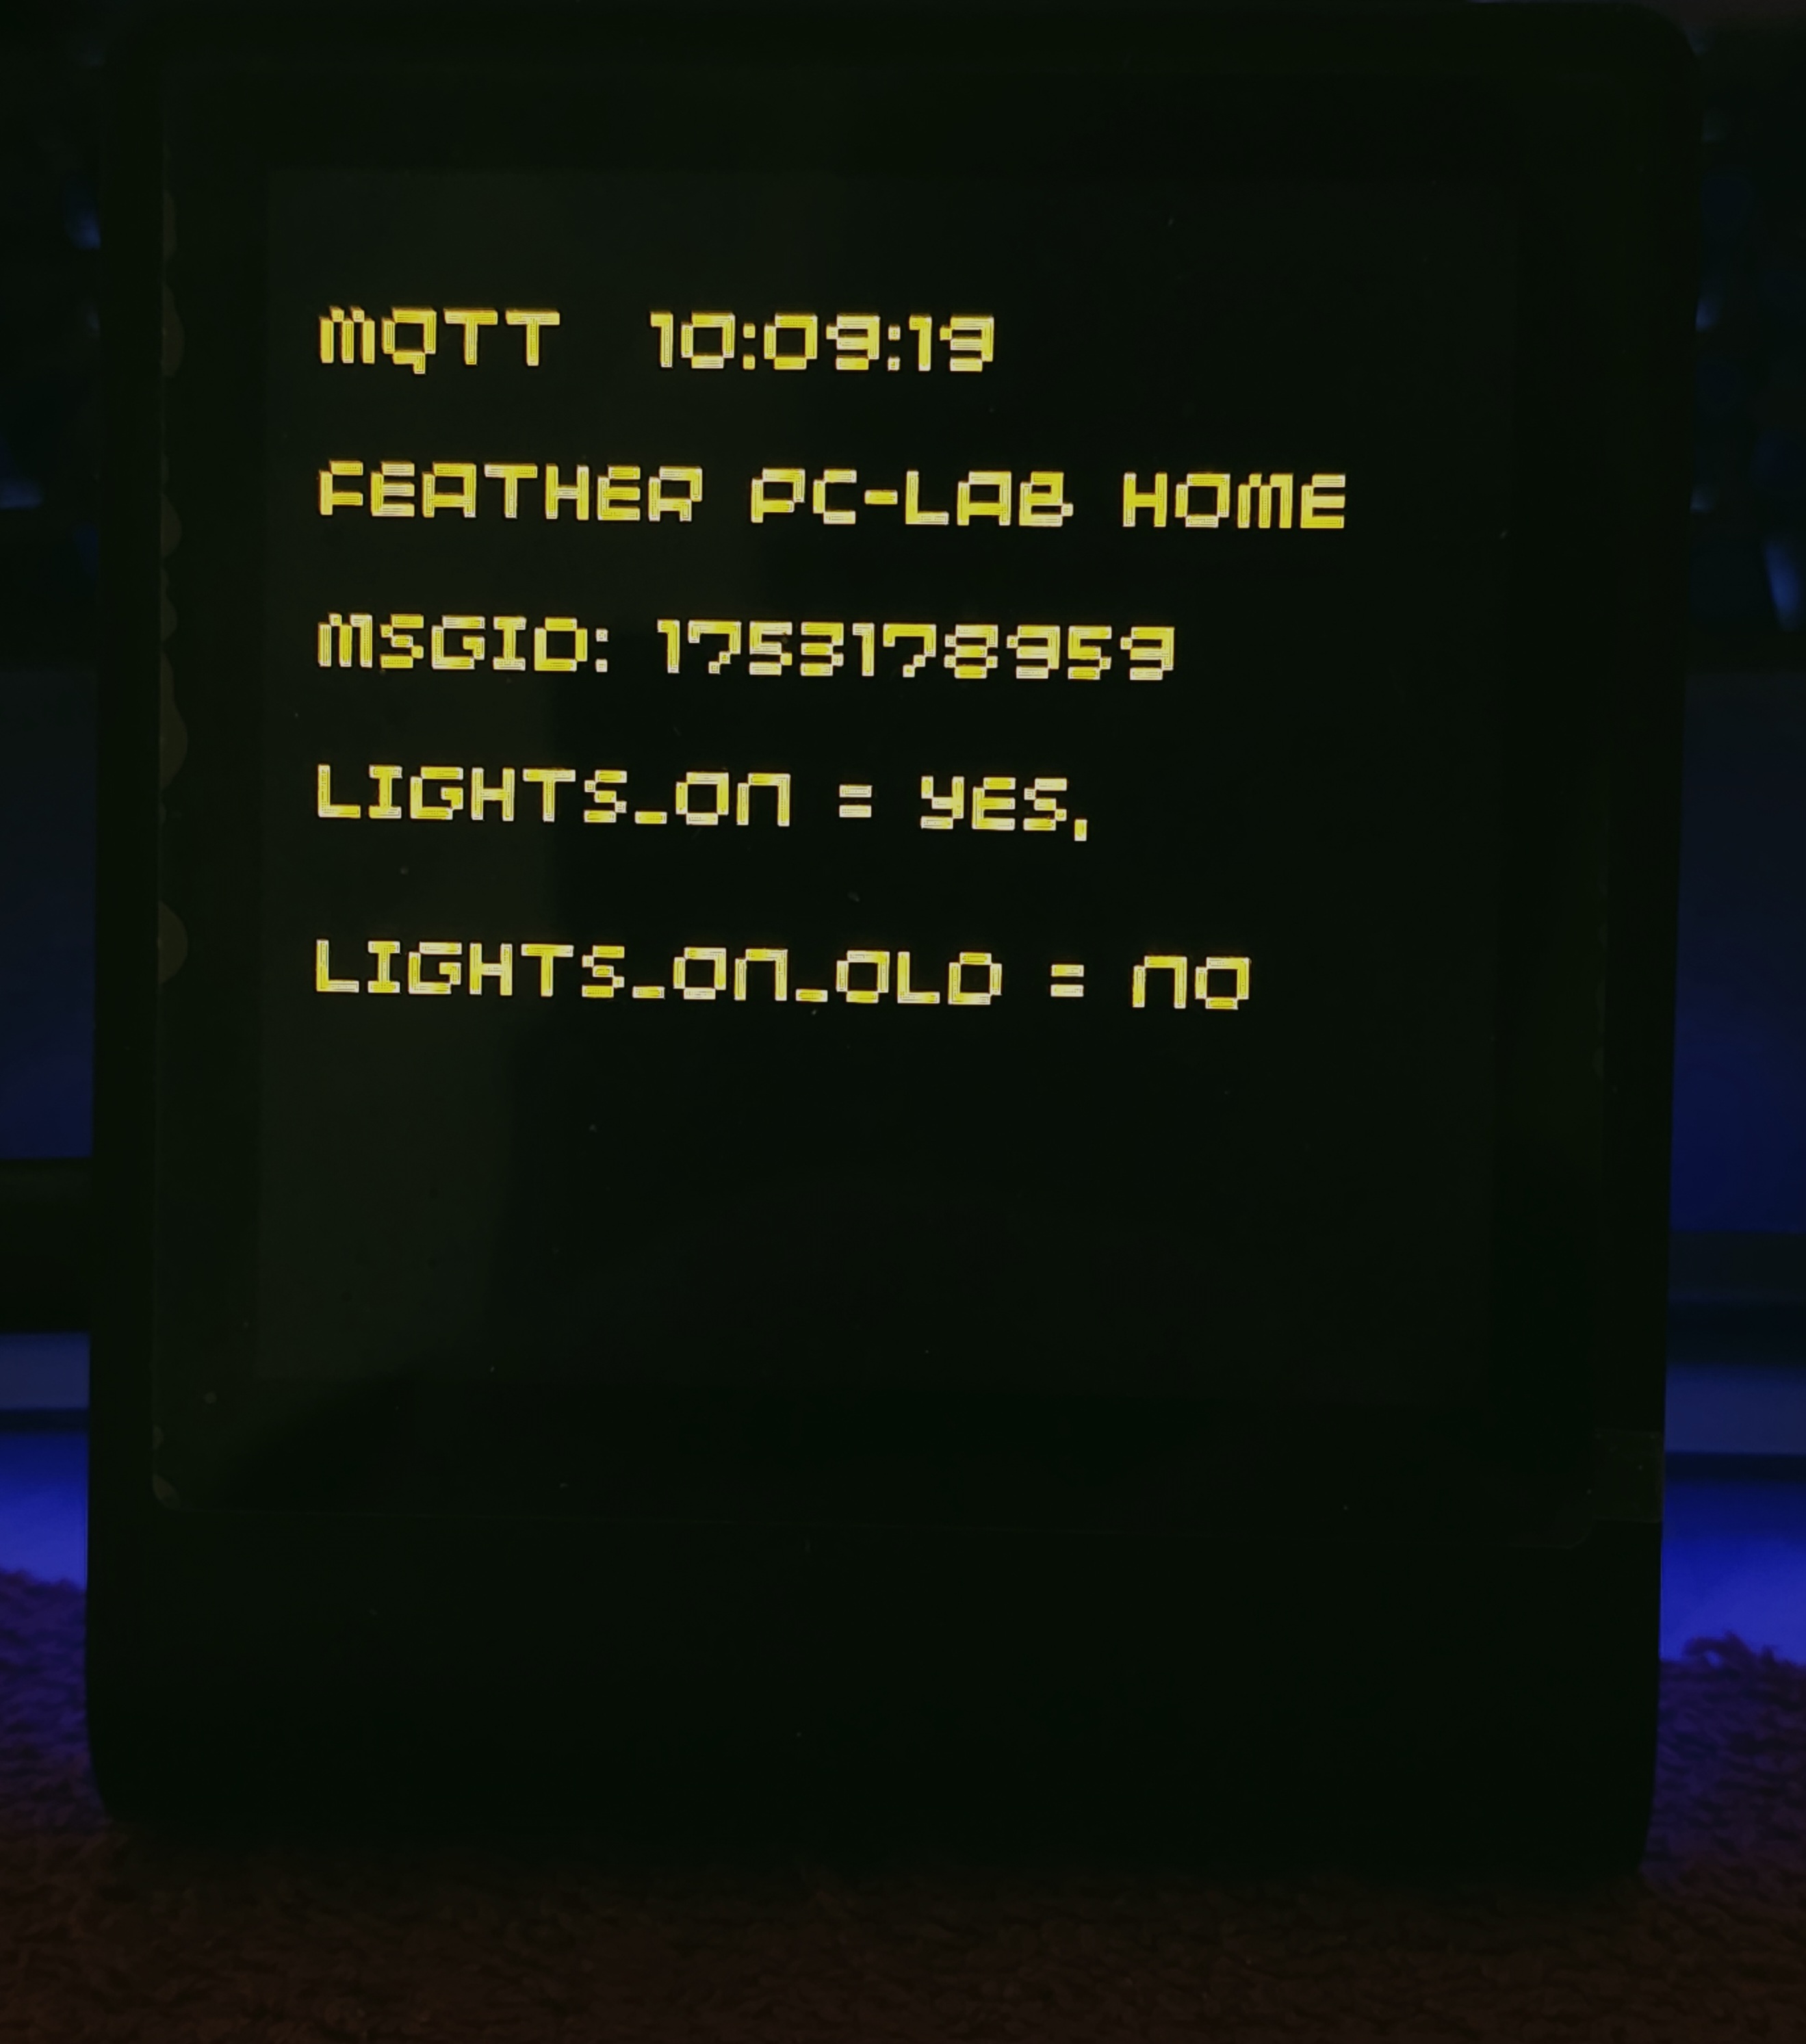 MQTT  10:09:19
FEATHER PC-LAB HOME
MSGID: 1753178959
LIGHTS_ON = YES,
LIGHTS_ON_OLD = NO